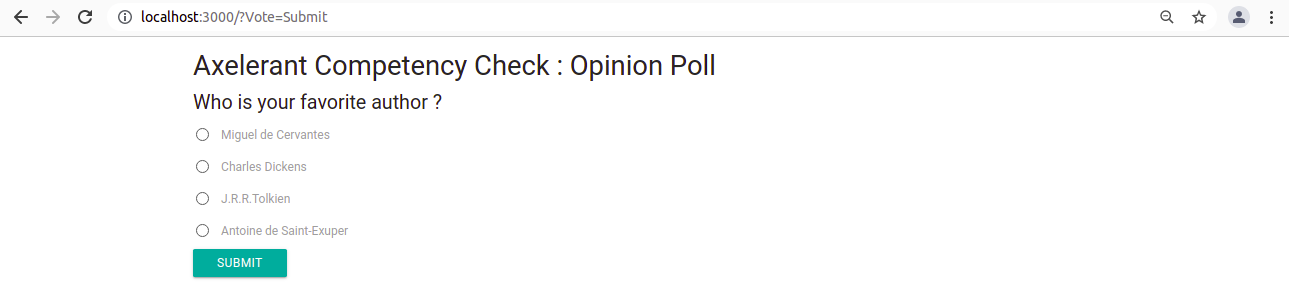 localhost:3000/?Vote=Submit
Axelerant Competency Check : Opinion Poll
Who is your favorite author ?
Miguel de Cervantes
Charles Dickens
J.R.R.Tolkien
Antoine de Saint-Exuper
SUBMIT